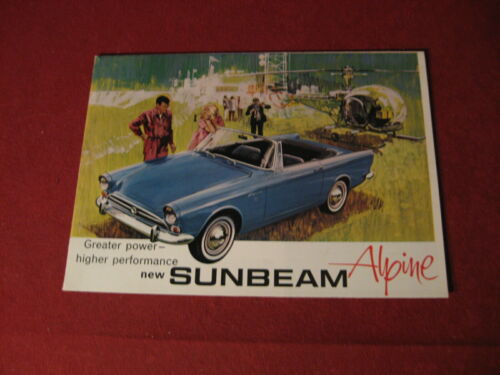 Greater power–
higher performance
new SUNBEAM Alpine